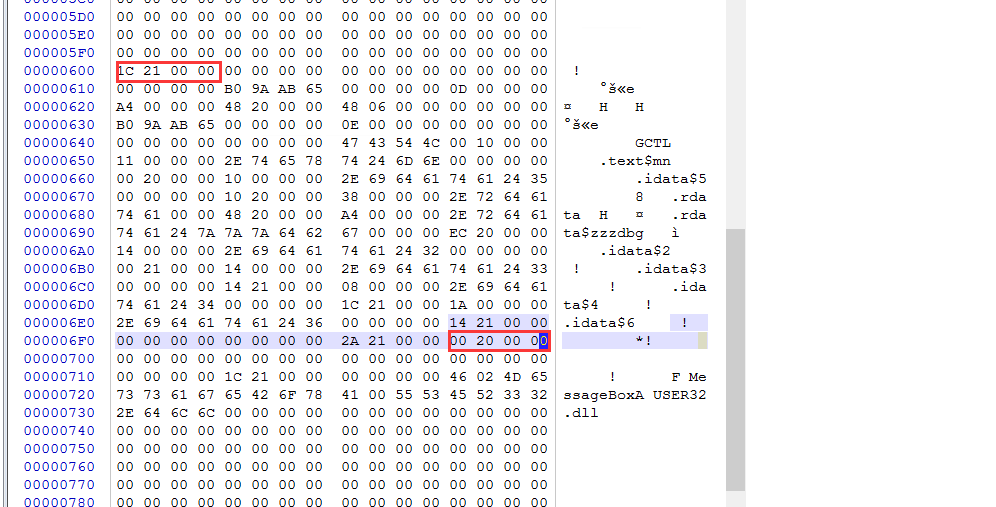 000005D0 00 00 00 00 00 00 00 00 00 00 00 00 00 00 00 00
000005E0 00 00 00 00 00 00 00 00 00 00 00 00 00 00 00 00
000005F0 00 00 00 00 00 00 00 00 00 00 00 00 00 00 00 00
00000600 1C 21 00 00 00 00 00 00 00 00 00 00 00 00 00 00 !
00000610 00 00 00 00 B0 9A AB 65 00 00 00 00 0D 00 00 00 °š«e
00000620 A4 00 00 00 48 20 00 00 48 06 00 00 00 00 00 00 ¤ H H
00000630 B0 9A AB 65 00 00 00 00 0E 00 00 00 00 00 00 00 °š«e
00000640 00 00 00 00 00 00 00 00 47 43 54 4C 00 10 00 00 GCTL
00000650 11 00 00 00 2E 74 65 78 74 24 6D 6E 00 00 00 00 .text$mn
00000660 00 20 00 00 10 00 00 00 2E 69 64 61 74 61 24 35 .idata$5
00000670 00 00 00 00 10 20 00 00 38 00 00 00 2E 72 64 61 8 .rda
00000680 74 61 00 00 48 20 00 00 A4 00 00 00 2E 72 64 61 ta H ¤ .rda
00000690 74 61 24 7A 7A 7A 64 62 67 00 00 00 EC 20 00 00 ta$zzzdbg ì
000006A0 14 00 00 00 2E 69 64 61 74 61 24 32 00 00 00 00 .idata$2
000006B0 00 21 00 00 14 00 00 00 2E 69 64 61 74 61 24 33 ! .idata$3
000006C0 00 00 00 00 14 21 00 00 08 00 00 00 2E 69 64 61 ! .ida
000006D0 74 61 24 34 00 00 00 00 1C 21 00 00 1A 00 00 00 ta$4 !
000006E0 2E 69 64 61 74 61 24 36 00 00 00 00 14 21 00 00 .idata$6 !
000006F0 00 00 00 00 00 00 00 00 2A 21 00 00 00 20 00 00 *!
00000700 00 00 00 00 00 00 00 00 00 00 00 00 00 00 00 00
00000710 00 00 00 00 1C 21 00 00 00 00 00 00 46 02 4D 65 ! F Me
00000720 73 73 61 67 65 42 6F 78 41 00 55 53 45 52 33 32 ssageBoxA USER32
00000730 2E 64 6C 6C 00 00 00 00 00 00 00 00 00 00 00 00 .dll
00000740 00 00 00 00 00 00 00 00 00 00 00 00 00 00 00 00
00000750 00 00 00 00 00 00 00 00 00 00 00 00 00 00 00 00
00000760 00 00 00 00 00 00 00 00 00 00 00 00 00 00 00 00
00000770 00 00 00 00 00 00 00 00 00 00 00 00 00 00 00 00
00000780 00 00 00 00 00 00 00 00 00 00 00 00 00 00 00 00